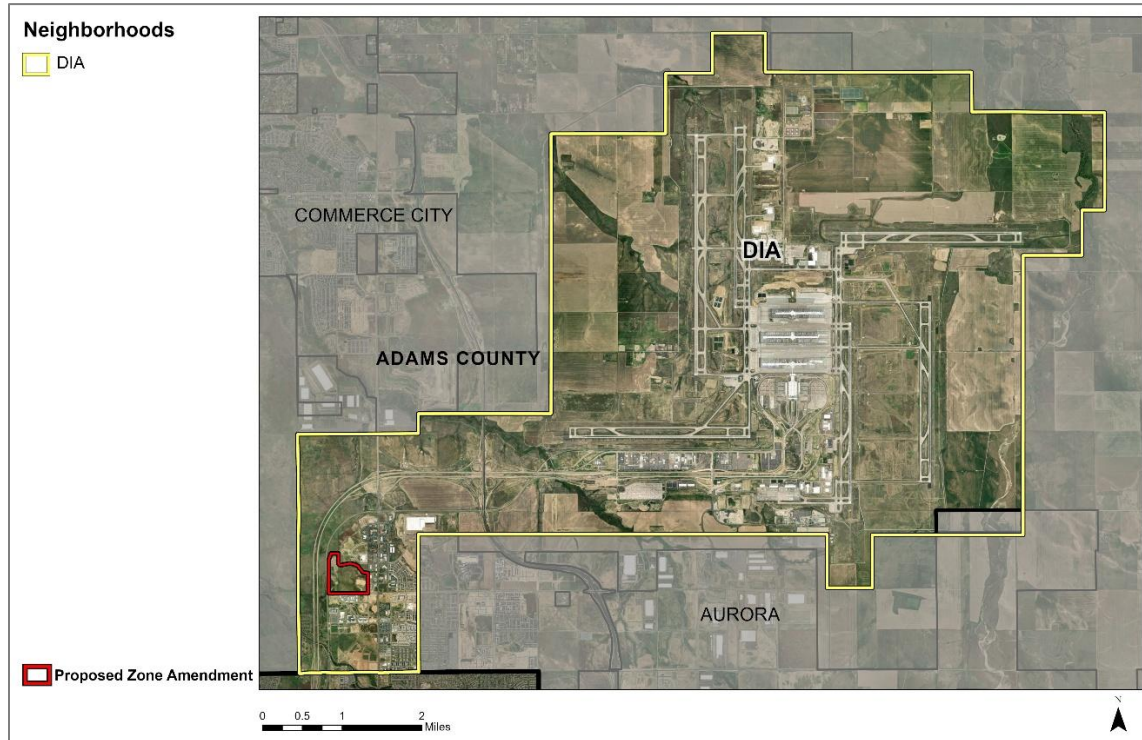 Neighborhoods
DIA
COMMERCE CITY
DIA
ADAMS COUNTY
AURORA
Proposed Zone Amendment
0 0.5 1 2
Miles
N